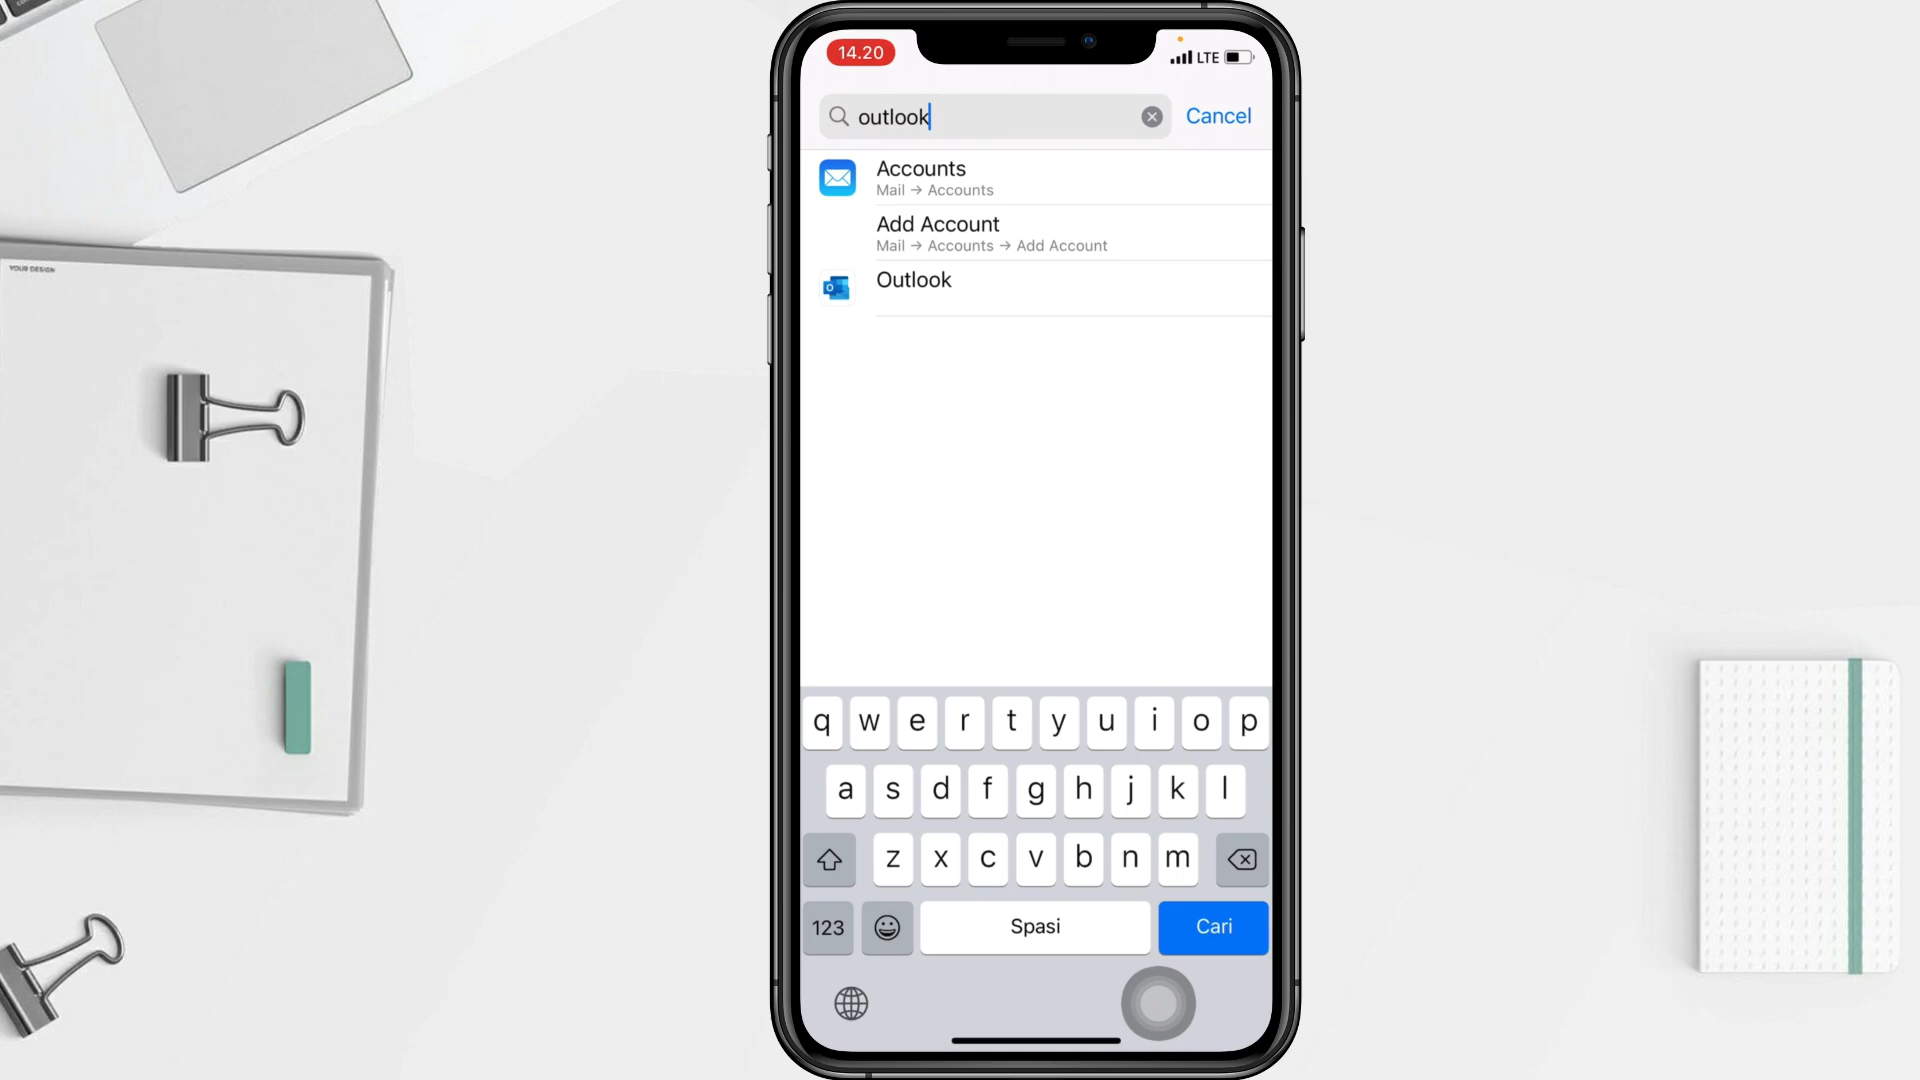 YOUR DESIGN
14.20
LTE
outlook
Cancel
Accounts
Mail → Accounts
Add Account
Mail → Accounts → Add Account
Outlook
q w e r t y u i o p
a s d f g h j k l
z x c v b n m
123 Spasi Cari